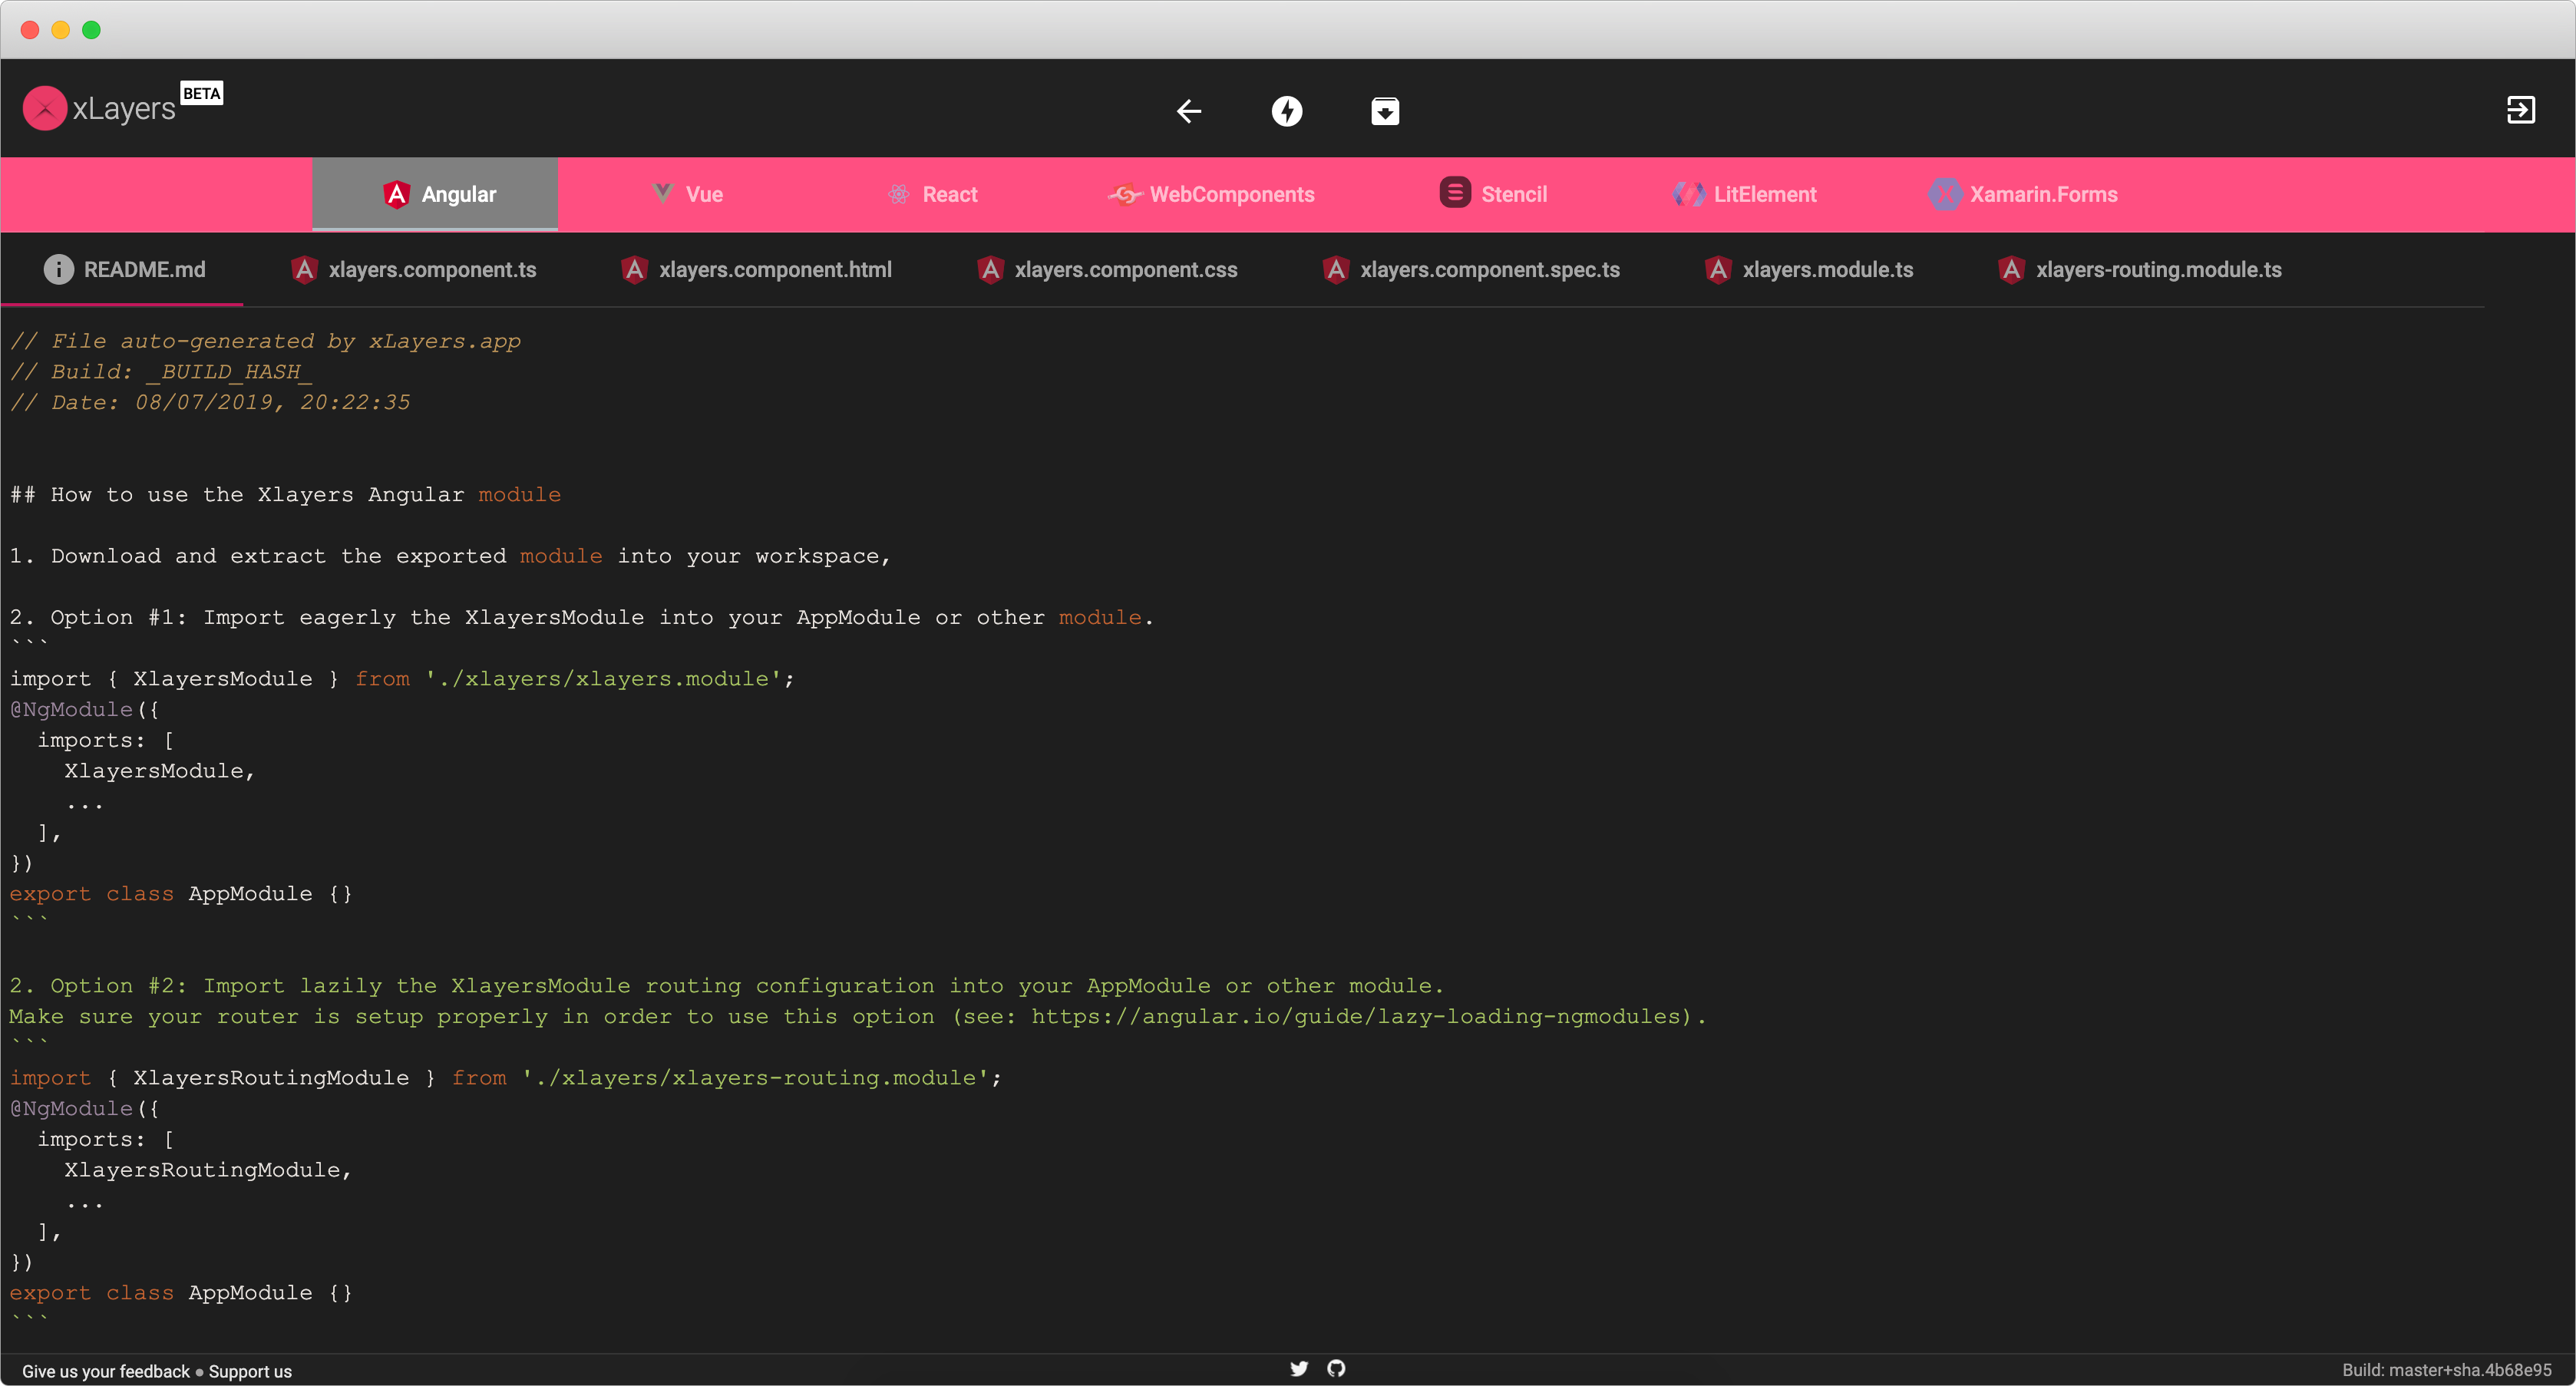 xLayers BETA
Angular Vue React WebComponents Stencil LitElement Xamarin.Forms
README.md xlayers.component.ts xlayers.component.html xlayers.component.css xlayers.component.spec.ts xlayers.module.ts xlayers-routing.module.ts
// File auto-generated by xLayers.app
// Build: _BUILD_HASH_
// Date: 08/07/2019, 20:22:35
## How to use the Xlayers Angular module
1. Download and extract the exported module into your workspace,
2. Option #1: Import eagerly the XlayersModule into your AppModule or other module.
```
import { XlayersModule } from './xlayers/xlayers.module';
@NgModule({
  imports: [
    XlayersModule,
    ...
  ],
})
export class AppModule {}
```
2. Option #2: Import lazily the XlayersModule routing configuration into your AppModule or other module.
Make sure your router is setup properly in order to use this option (see: https://angular.io/guide/lazy-loading-ngmodules).
```
import { XlayersRoutingModule } from './xlayers/xlayers-routing.module';
@NgModule({
  imports: [
    XlayersRoutingModule,
    ...
  ],
})
export class AppModule {}
```
Give us your feedback ● Support us
Build: master+sha.4b68e95